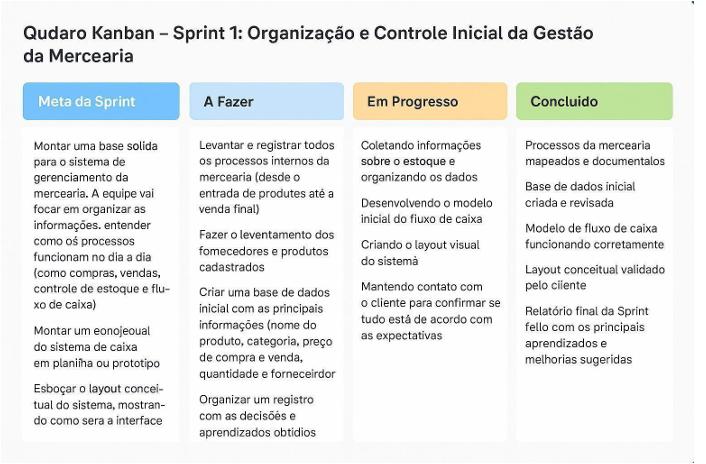 Qudaro Kanban – Sprint 1: Organização e Controle Inicial da Gestão
da Mercearia
Meta da Sprint
Montar uma base solida
para o sistema de
gerenciamento da
mercearia. A equipe vai
focar em organizar as
informações. entender
como oś processos
funcionam no dia a dia
(como compras, vendas,
controle de estoque e flu-
xo de caixa)
Montar um eonojeoual
do sistema de caixa
em planiłha ou prototipo
Esboçar o layout concei-
tual do sistema, mostran-
do como sera a interface
A Fazer
Levantar e registrar todos
os processos internos da
mercearia (desde o
entrada de produtes até a
venda final)
Fazer o leventamento dos
fomecedores e produtos
cadastrados
Criar uma base de dados
inicial com as principais
informações (nome do
produto, categoria, preço
de compra e venda,
quantidade e forneceirdor
Organizar um registro
com as decisóés e
aprendizados obtidios
Em Progresso
Coletando informações
sobre o estoque e
organizando os dados
Desenvolvendo o modelo
inicial do fluxo de caixa
Criando o layout visual
do sistemà
Mantendo contato com
o cliente para confirmar se
tudo está de acordo com
as expectativas
Concluido
Processos da mercearia
mapeados e documentalos
Base de dados inicial
criada e revisada
Modelo de fluxo de caixa
funcionando corretamente
Layout conceitual validado
pelo ciiente
Relatório final da Sprint
fello com os principais
aprendizados e
melhorias sugeridas